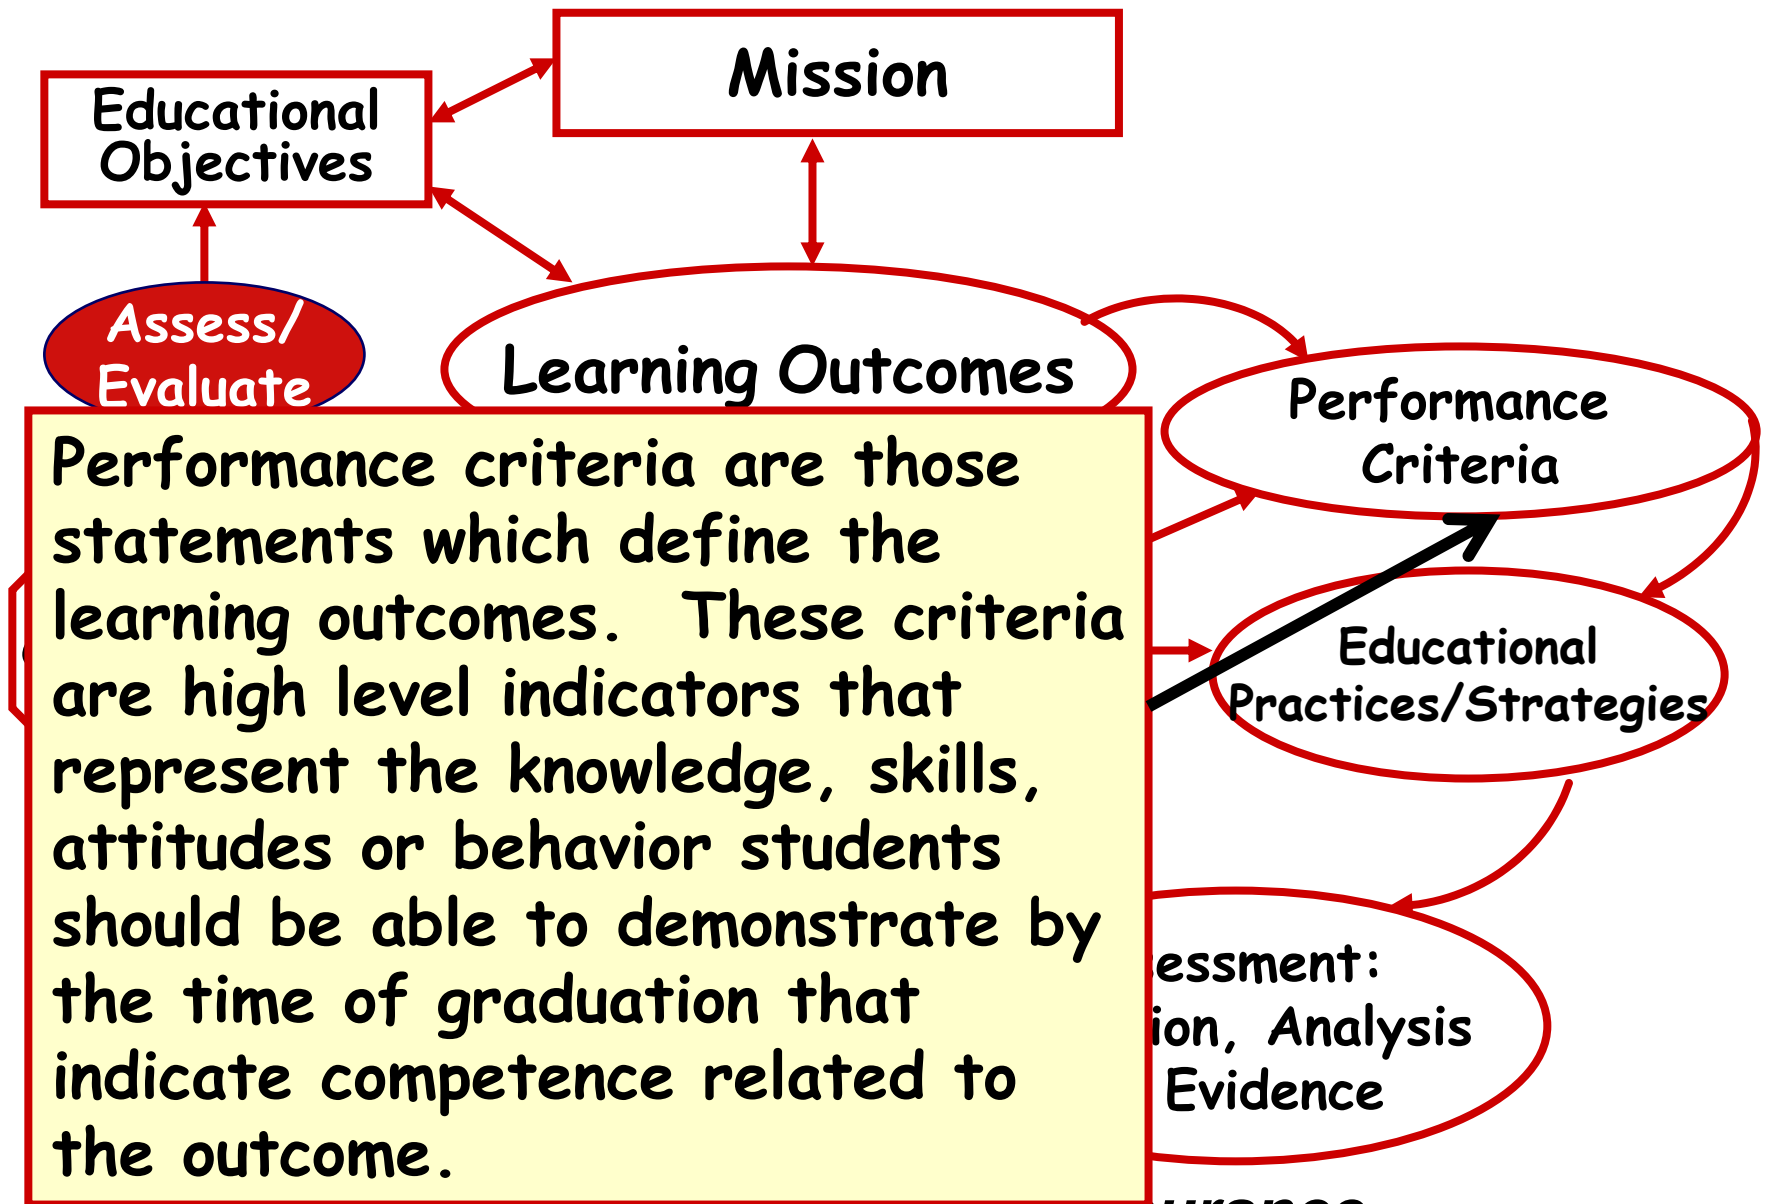 Mission
Educational
Objectives
Assess/
Evaluate
Learning Outcomes
Performance
Criteria
Performance criteria are those
statements which define the
learning outcomes. These criteria
are high level indicators that
represent the knowledge, skills,
attitudes or behavior students
should be able to demonstrate by
the time of graduation that
indicate competence related to
the outcome.
Educational
Practices/Strategies
essment:
ion, Analysis
Evidence